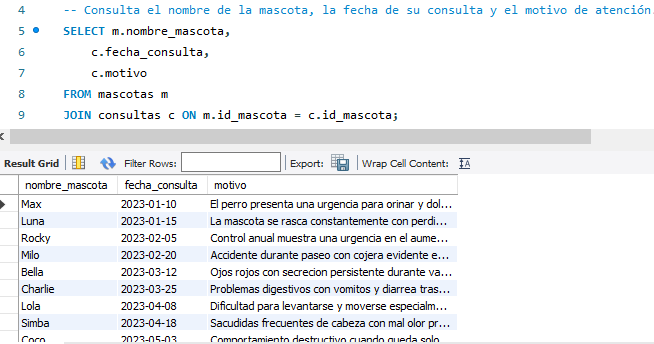 4 -- Consulta el nombre de la mascota, la fecha de su consulta y el motivo de atención.
5 SELECT m.nombre_mascota,
6 c.fecha_consulta,
7 c.motivo
8 FROM mascotas m
9 JOIN consultas c ON m.id_mascota = c.id_mascota;
Result Grid Filter Rows: Export: Wrap Cell Content:
nombre_mascota fecha_consulta motivo
Max 2023-01-10 El perro presenta una urgencia para orinar y dol...
Luna 2023-01-15 La mascota se rasca constantemente con perdi...
Rocky 2023-02-05 Control anual muestra una urgencia en el aume...
Milo 2023-02-20 Accidente durante paseo con cojera evidente e...
Bella 2023-03-12 Ojos rojos con secrecion persistente durante va...
Charlie 2023-03-25 Problemas digestivos con vomitos y diarrea tras...
Lola 2023-04-08 Dificultad para levantarse y moverse especialm...
Simba 2023-04-18 Sacudidas frecuentes de cabeza con mal olor pr...
Coco 2023-05-03 Comportamiento destructivo cuando queda solo